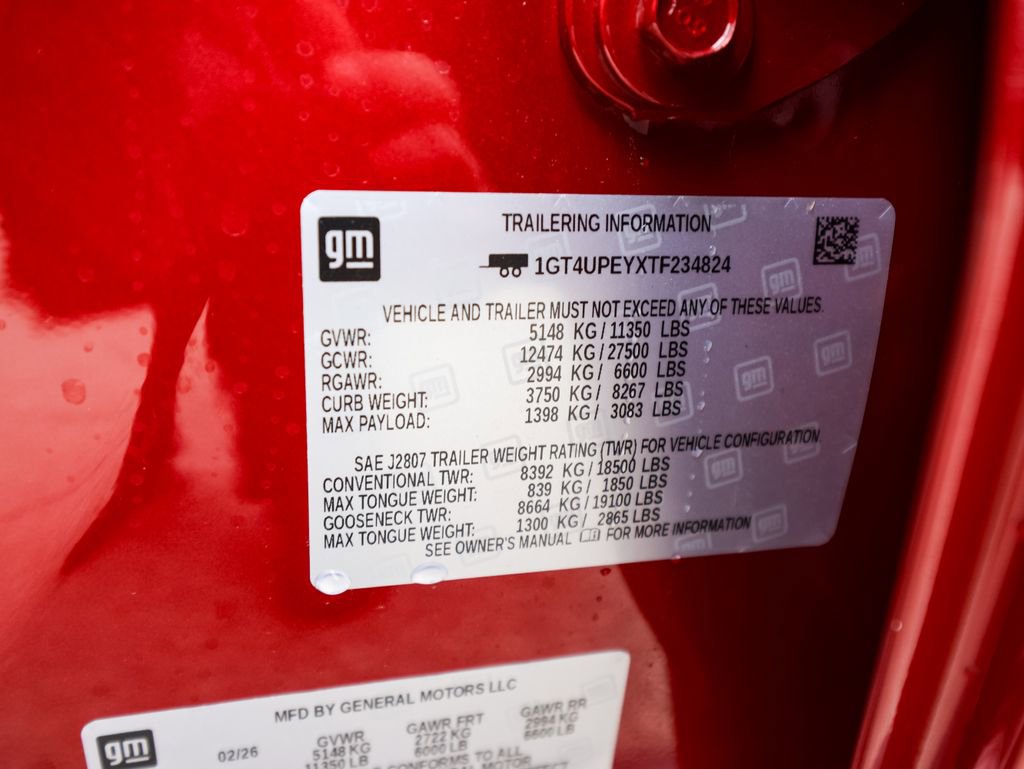 gm
TRAILERING INFORMATION
1GT4UPEYXTF234824
VEHICLE AND TRAILER MUST NOT EXCEED ANY OF THESE VALUES.
GVWR: 5148 KG / 11350 LBS
GCWR: 12474 KG / 27500 LBS
RGAWR: 2994 KG / 6600 LBS
CURB WEIGHT: 3750 KG / 8267 LBS
MAX PAYLOAD: 1398 KG / 3083 LBS
SAE J2807 TRAILER WEIGHT RATING (TWR) FOR VEHICLE CONFIGURATION.
CONVENTIONAL TWR: 8392 KG / 18500 LBS
MAX TONGUE WEIGHT: 839 KG / 1850 LBS
GOOSENECK TWR: 8664 KG / 19100 LBS
MAX TONGUE WEIGHT: 1300 KG / 2865 LBS
SEE OWNER'S MANUAL FOR MORE INFORMATION
gm
MFD BY GENERAL MOTORS LLC
02/26
GVWR GAWR FRT GAWR RR
5148 KG 2722 KG 2994 KG
11350 LB 6000 LB 6600 LB
CONFORMS TO ALL
GENERAL MOTOR